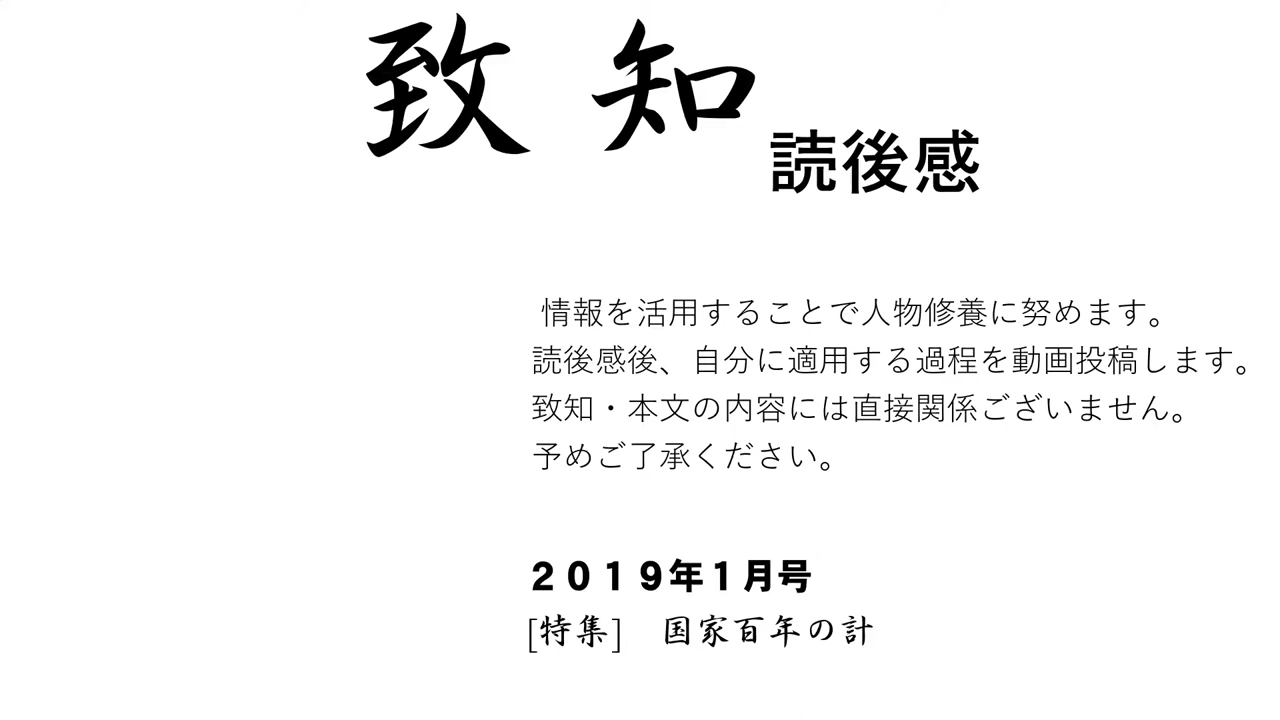 致 知
読後感
情報を活用することで人物修養に努めます。
読後感後、自分に適用する過程を動画投稿します。
致知・本文の内容には直接関係ございません。
予めご了承ください。
２０１９年１月号
[特集]　国家百年の計